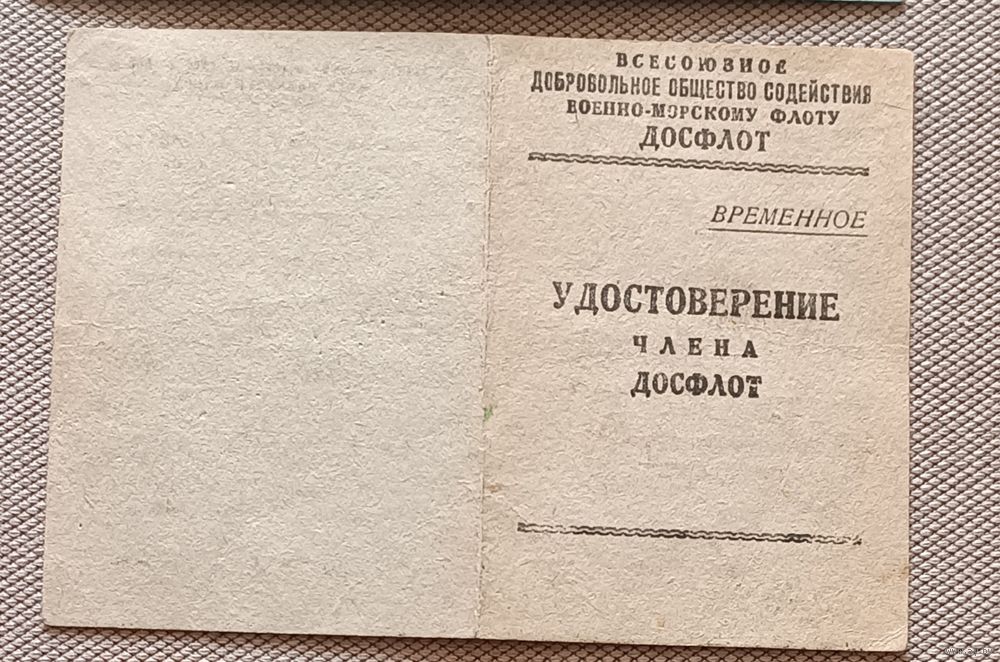 ВСЕСОЮЗНОЕ
ДОБРОВОЛЬНОЕ ОБЩЕСТВО СОДЕЙСТВИЯ
ВОЕННО-МОРСКОМУ ФЛОТУ
ДОСФЛОТ
ВРЕМЕННОЕ
УДОСТОВЕРЕНИЕ
ЧЛЕНА
ДОСФЛОТ